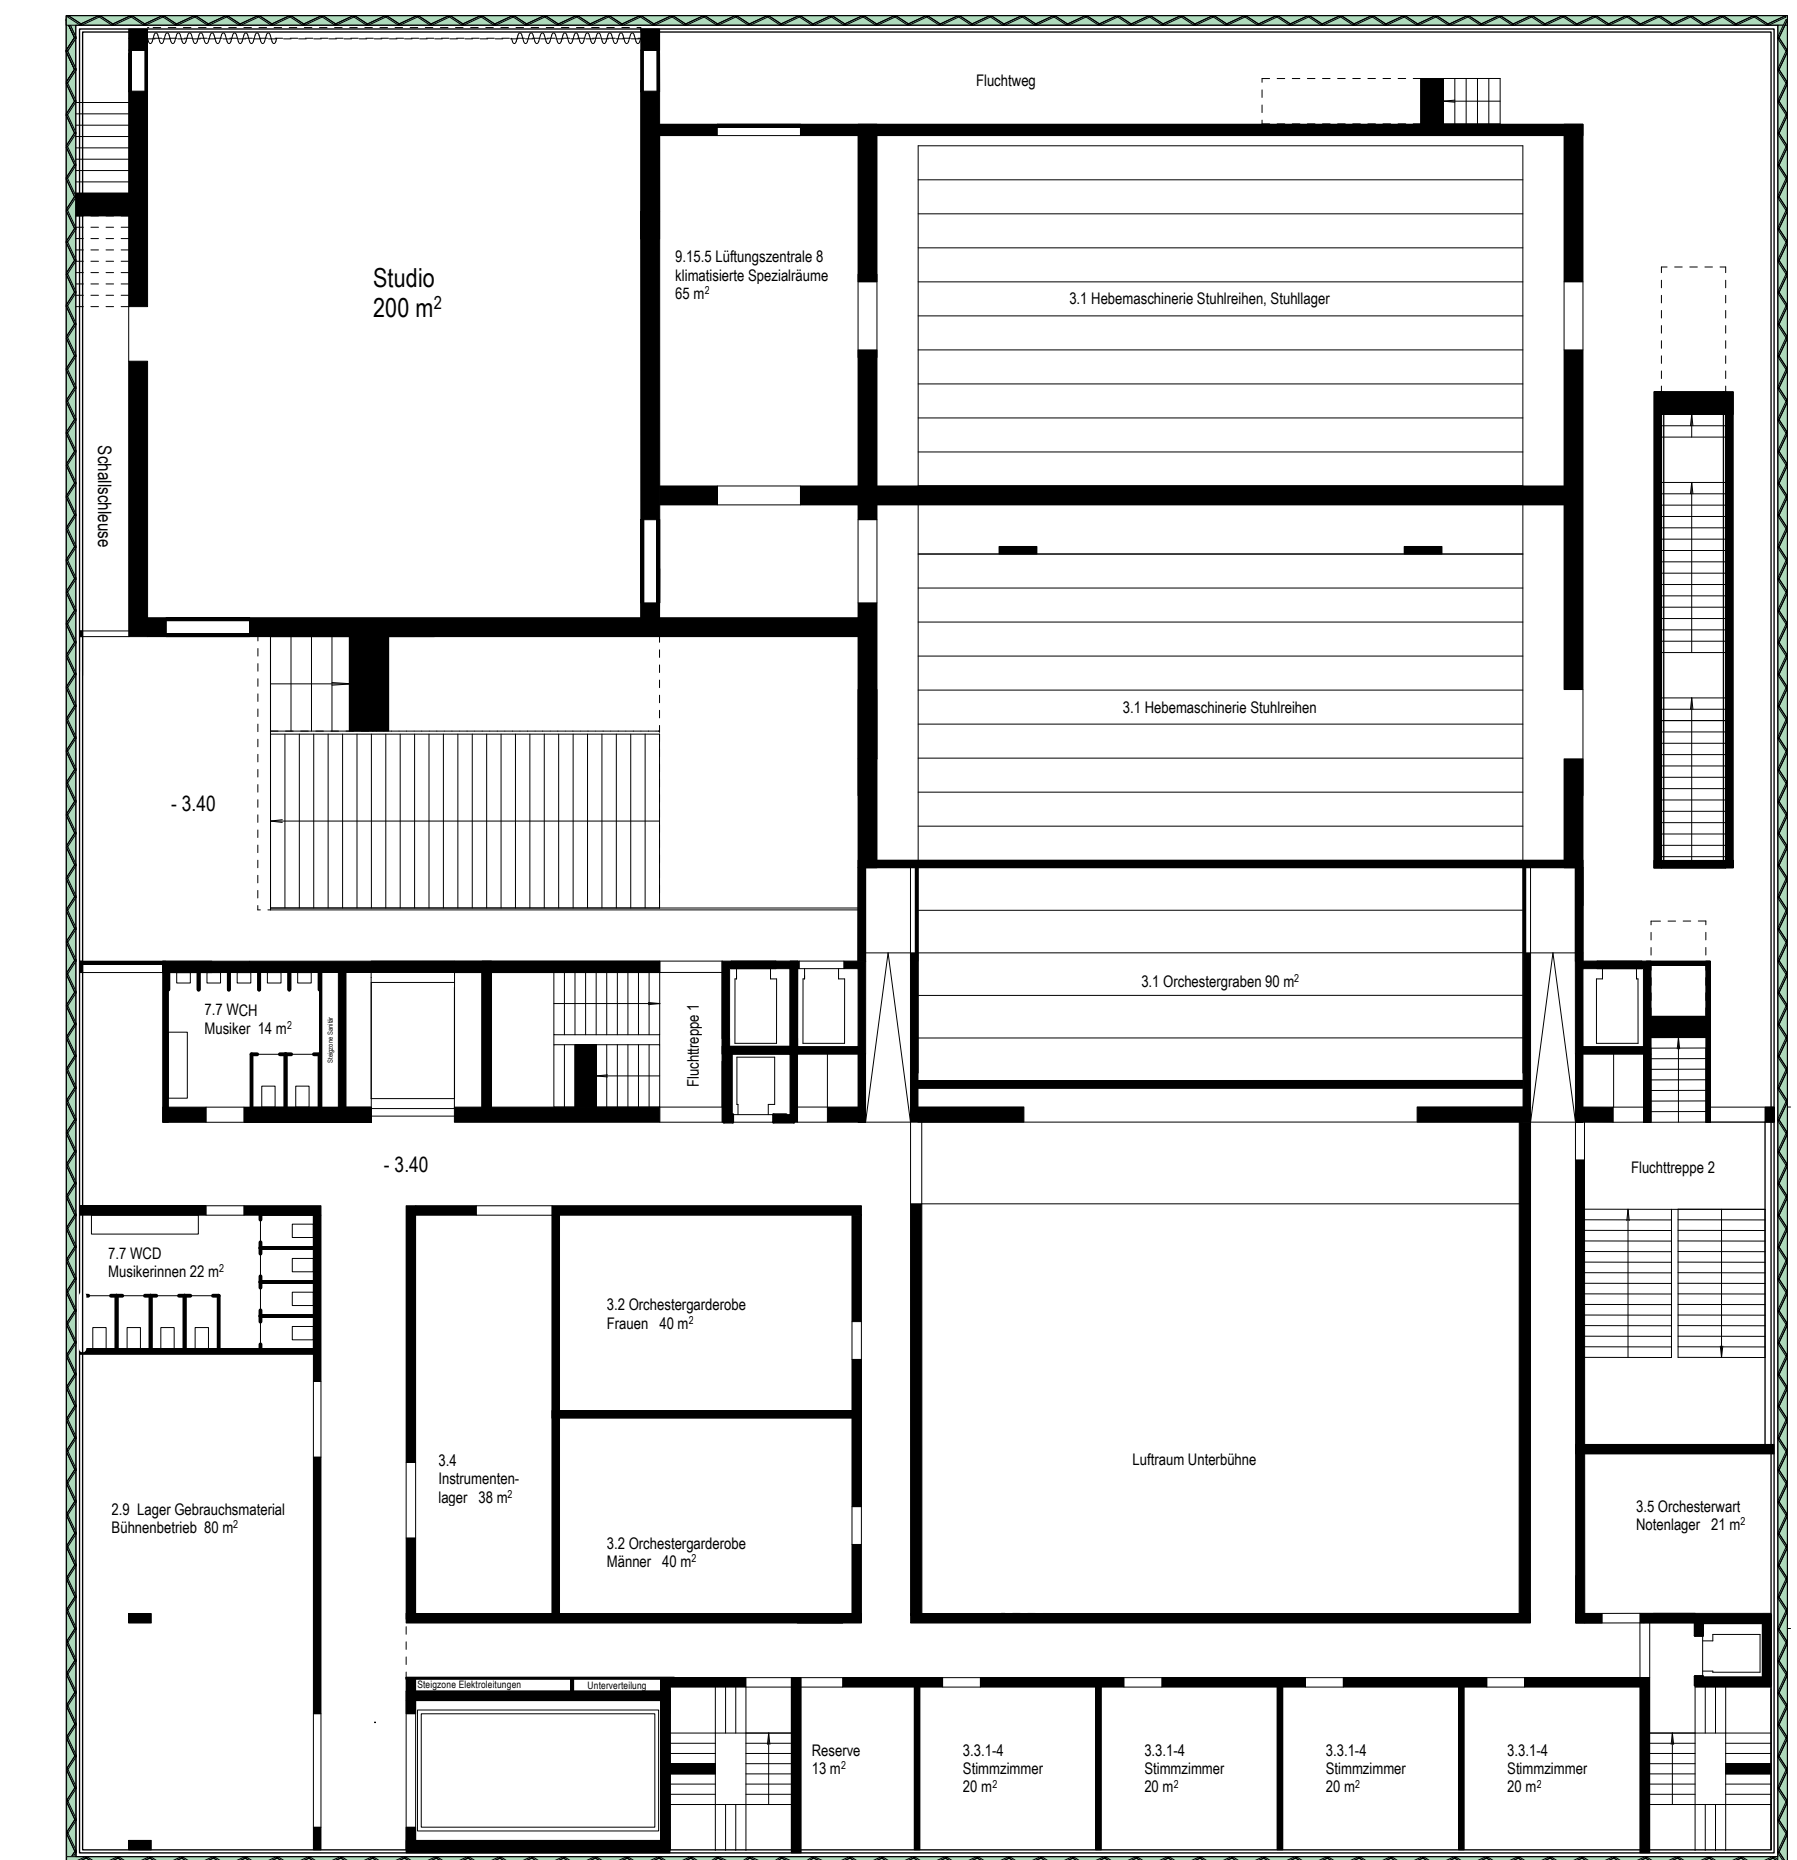 Fluchtweg
Studio
200 m²
9.15.5 Lüftungszentrale 8
klimatisierte Spezialräume
65 m²
3.1 Hebemaschinerie Stuhlreihen, Stuhllager
Schallschleuse
3.1 Hebemaschinerie Stuhlreihen
- 3.40
3.1 Orchestergraben 90 m²
7.7 WCH
Musiker 14 m²
Steigzone Sanitär
Fluchttreppe 1
- 3.40
Fluchttreppe 2
7.7 WCD
Musikerinnen 22 m²
3.2 Orchestergarderobe
Frauen 40 m²
3.4
Instrumenten-
lager 38 m²
Luftraum Unterbühne
2.9 Lager Gebrauchsmaterial
Bühnenbetrieb 80 m²
3.5 Orchesterwart
Notenlager 21 m²
3.2 Orchestergarderobe
Männer 40 m²
Steigzone Elektroleitungen
Unterverteilung
Reserve
13 m²
3.3.1-4
Stimmzimmer
20 m²
3.3.1-4
Stimmzimmer
20 m²
3.3.1-4
Stimmzimmer
20 m²
3.3.1-4
Stimmzimmer
20 m²